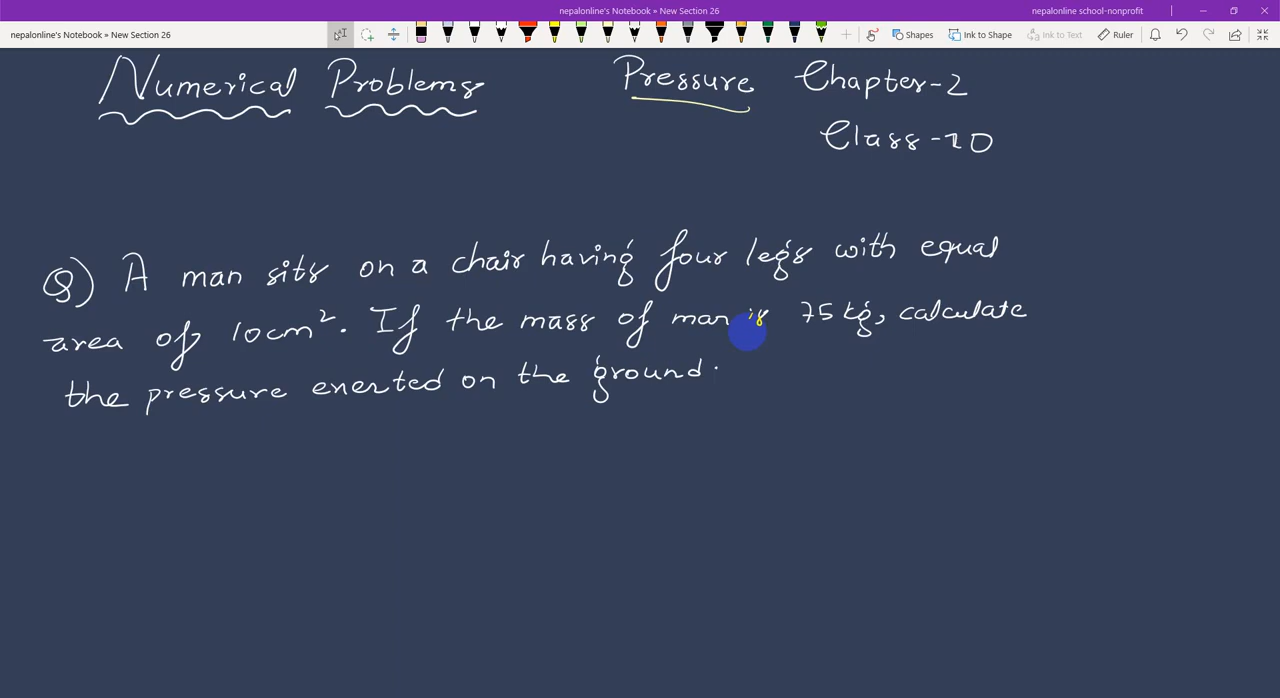 nepalonline's Notebook » New Section 26
nepalonline school-nonprofit
nepalonline's Notebook » New Section 26
Shapes
Ink to Shape
Ink to Text
Ruler
Numerical Problems
Pressure Chapter-2
Class-10
Q) A man sits on a chair having four legs with equal
area of 10cm². If the mass of man is 75 kg, calculate
the pressure exerted on the ground.